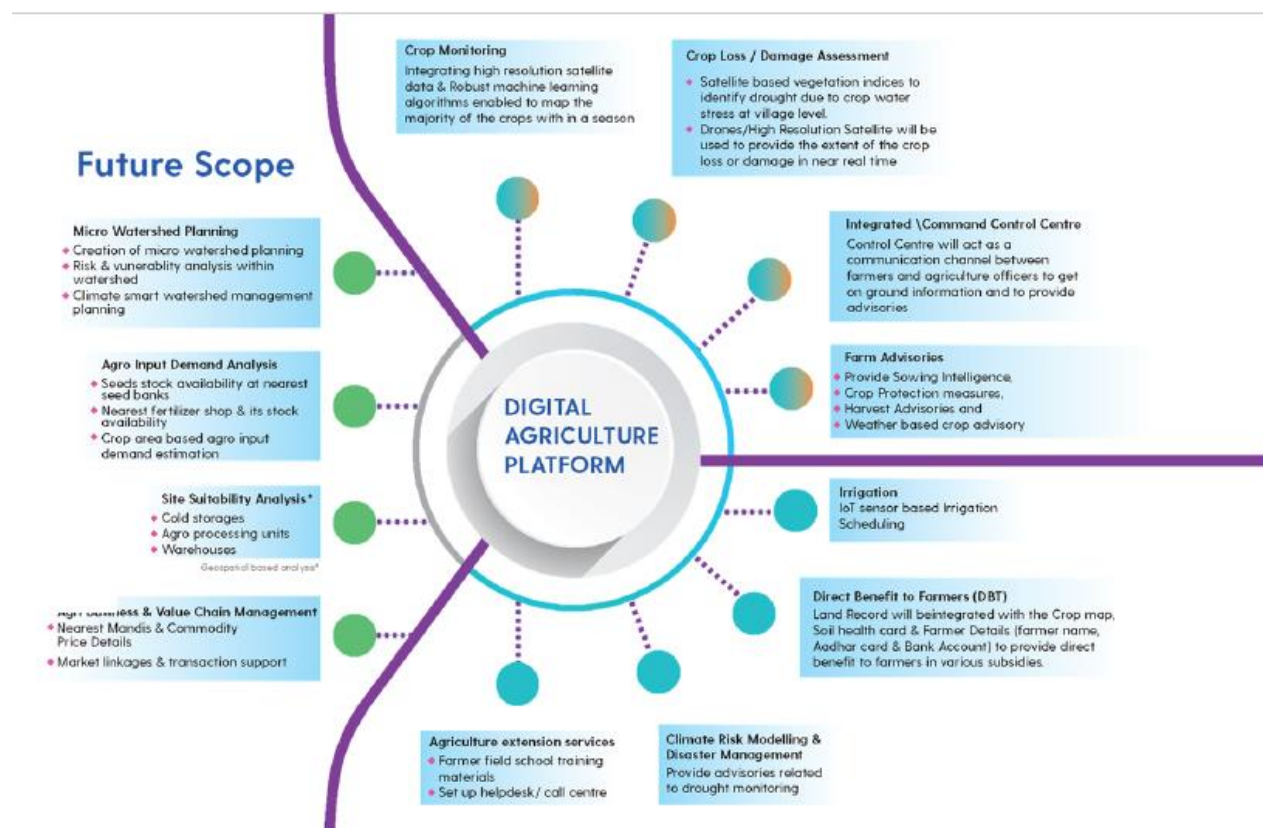 Crop Monitoring
Integrating high resolution satellite
data & Robust machine learning
algorithms enabled to map the
majority of the crops with in a season
Crop Loss / Damage Assessment
Satellite based vegetation indices to
identify drought due to crop water
stress at village level.
Drones/High Resolution Satellite will be
used to provide the extent of the crop
loss or damage in near real time
Future Scope
Micro Watershed Planning
Creation of micro watershed planning
Risk & vunerablity analysis within
watershed
Climate smart watershed management
planning
Integrated \Command Control Centre
Control Centre will act as a
communication channel between
farmers and agriculture officers to get
on ground information and to provide
advisories
Agro Input Demand Analysis
Seeds stock availability at nearest
seed banks
Nearest fertilizer shop & its stock
availability
Crop area based agro input
demand estimation
Farm Advisories
Provide Sowing Intelligence,
Crop Protection measures,
Harvest Advisories and
Weather based crop advisory
DIGITAL
AGRICULTURE
PLATFORM
Site Suitability Analysis*
Cold storages
Agro processing units
Warehouses
Geospatial based analysis*
Irrigation
IoT sensor based Irrigation
Scheduling
& Value Chain Management
Nearest Mandis & Commodity
Price Details
Market linkages & transaction support
Direct Benefit to Farmers (DBT)
Land Record will beintegrated with the Crop map,
Soil health card & Farmer Details (farmer name,
Aadhar card & Bank Account) to provide direct
benefit to farmers in various subsidies.
Agriculture extension services
Farmer field school training
materials
Set up helpdesk/ call centre
Climate Risk Modelling &
Disaster Management
Provide advisories related
to drought monitoring